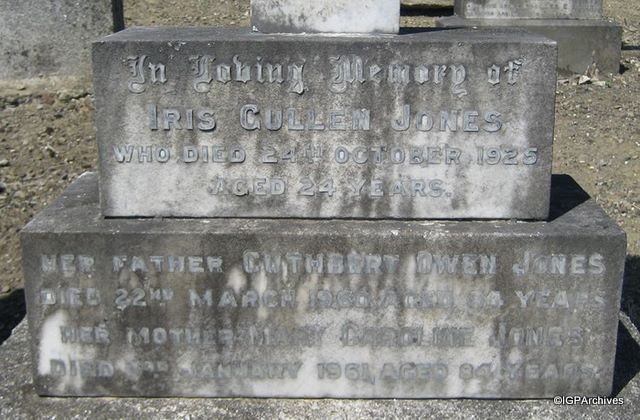 In Loving Memory of
IRIS CULLEN JONES
WHO DIED 24TH OCTOBER 1925
AGED 24 YEARS.
HER FATHER CUTHBERT OWEN JONES
DIED 22ND MARCH 1960, AGED 84 YEARS
HER MOTHER MARY CAROLINE JONES
DIED JANUARY 1961, AGED 84 YEARS.
©IGPArchives